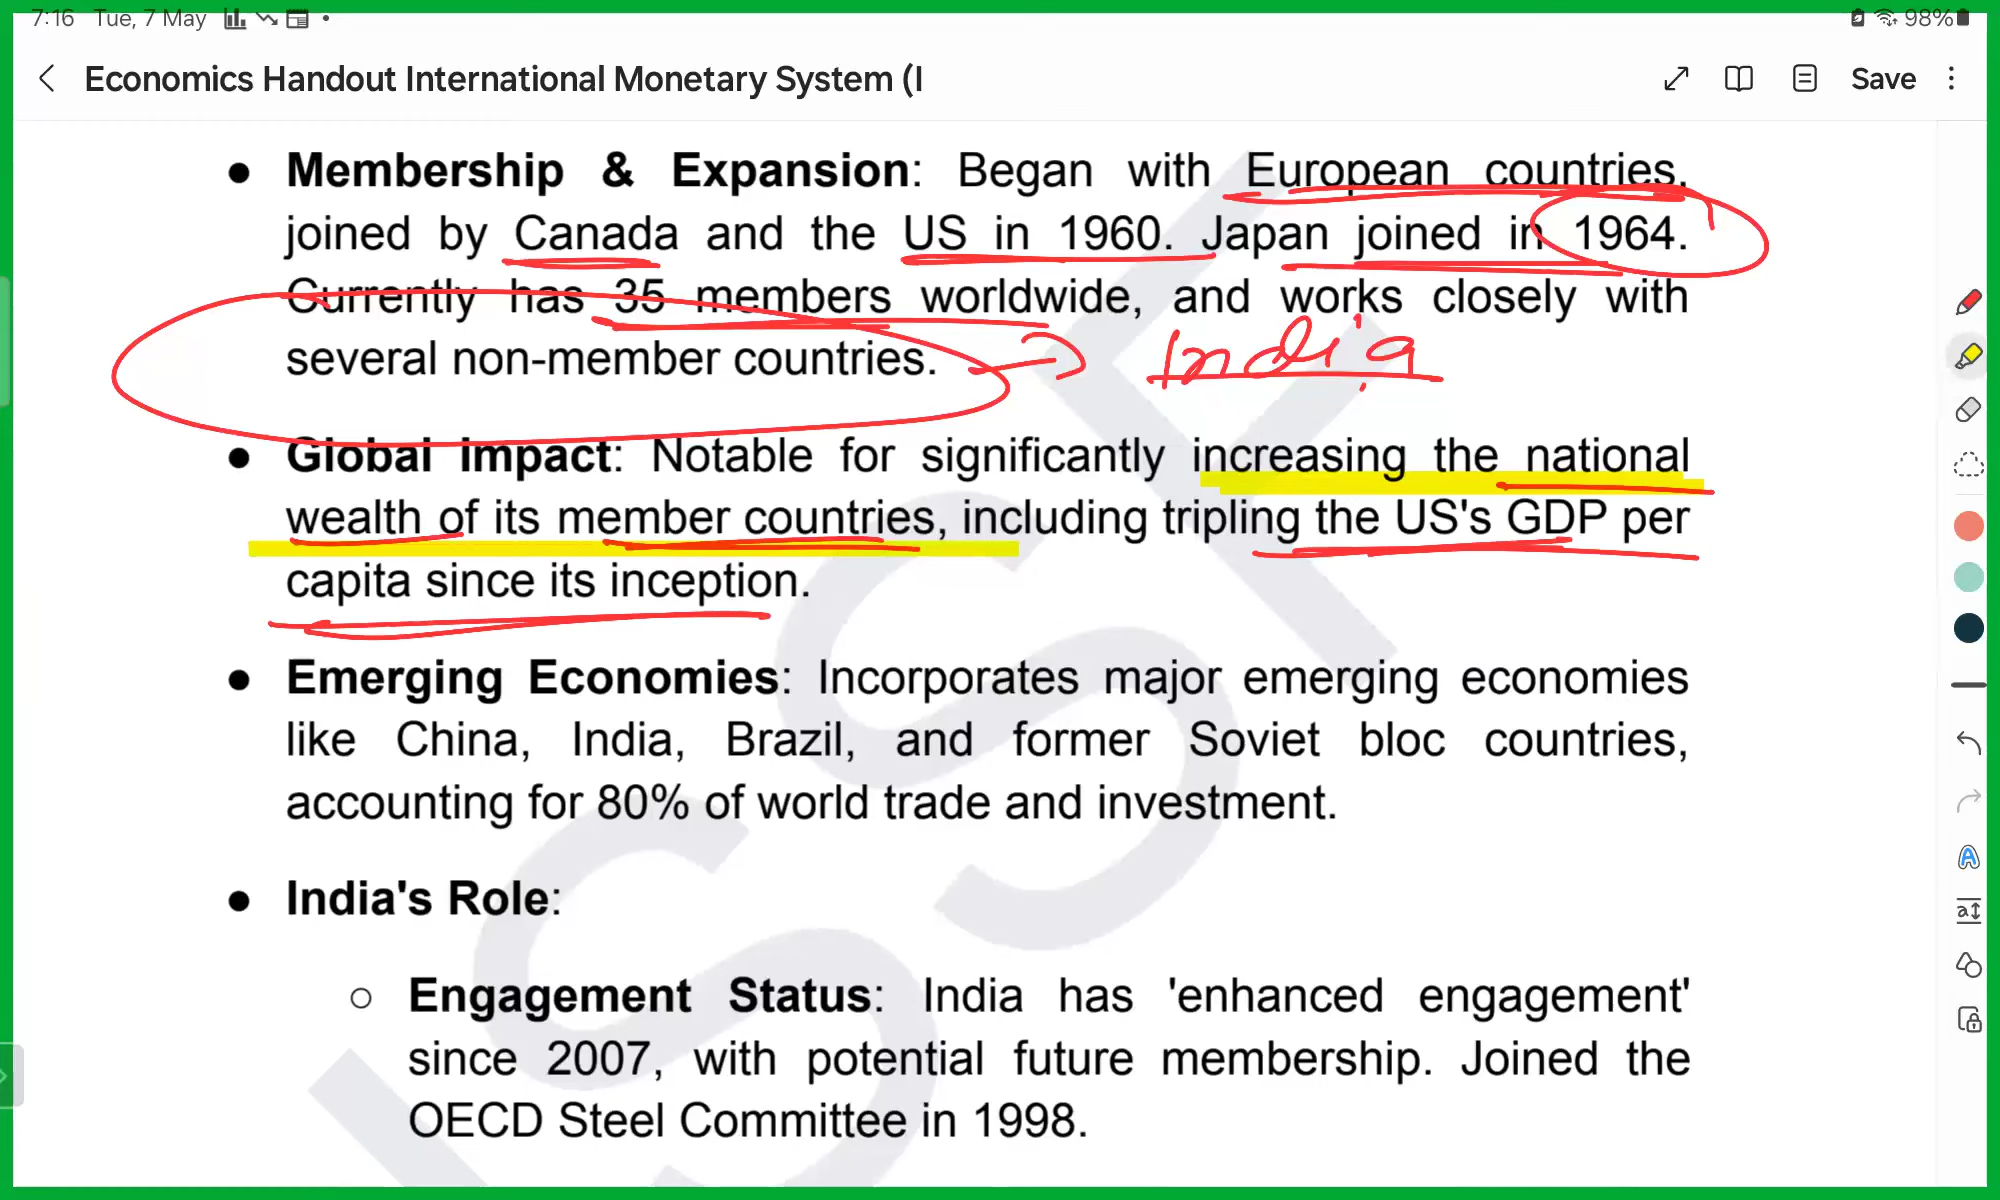 7:16 Tue, 7 May 98%
Economics Handout International Monetary System (I Save
● Membership & Expansion: Began with European countries,
joined by Canada and the US in 1960. Japan joined in 1964.
Currently has 35 members worldwide, and works closely with
several non-member countries. India
● Global Impact: Notable for significantly increasing the national
wealth of its member countries, including tripling the US's GDP per
capita since its inception.
● Emerging Economies: Incorporates major emerging economies
like China, India, Brazil, and former Soviet bloc countries,
accounting for 80% of world trade and investment.
● India's Role:
○ Engagement Status: India has 'enhanced engagement'
since 2007, with potential future membership. Joined the
OECD Steel Committee in 1998.